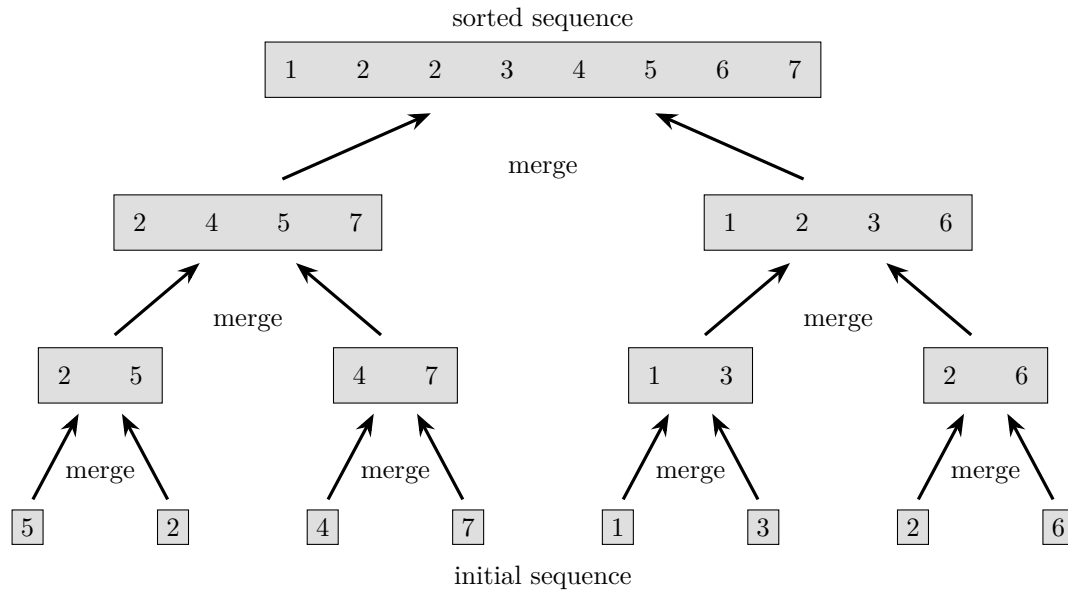 sorted sequence
1 2 2 3 4 5 6 7
merge
2 4 5 7 1 2 3 6
merge merge
2 5 4 7 1 3 2 6
merge merge merge merge
5 2 4 7 1 3 2 6
initial sequence